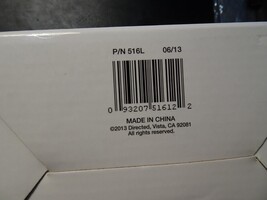 P/N 516L 06/13
0 93207 51612 2
MADE IN CHINA
©2013 Directed, Vista, CA 92081
All rights reserved.